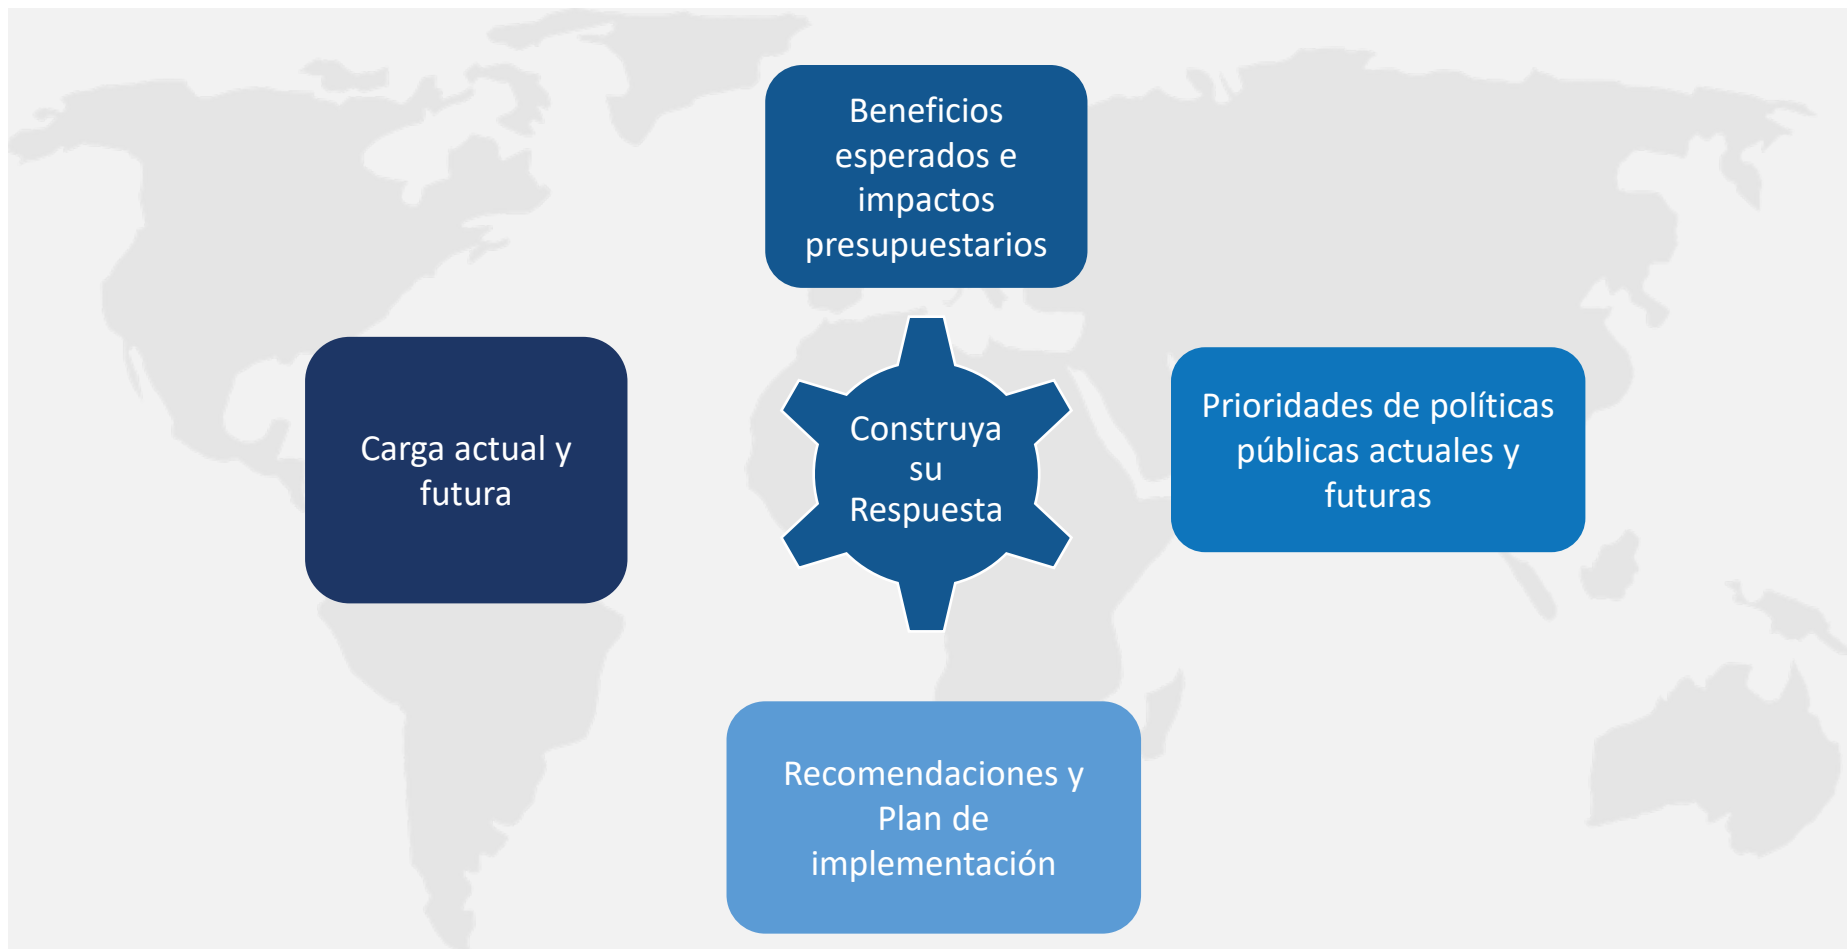 Beneficios
esperados e
impactos
presupuestarios
Carga actual y
futura
Construya
su
Respuesta
Prioridades de políticas
públicas actuales y
futuras
Recomendaciones y
Plan de
implementación